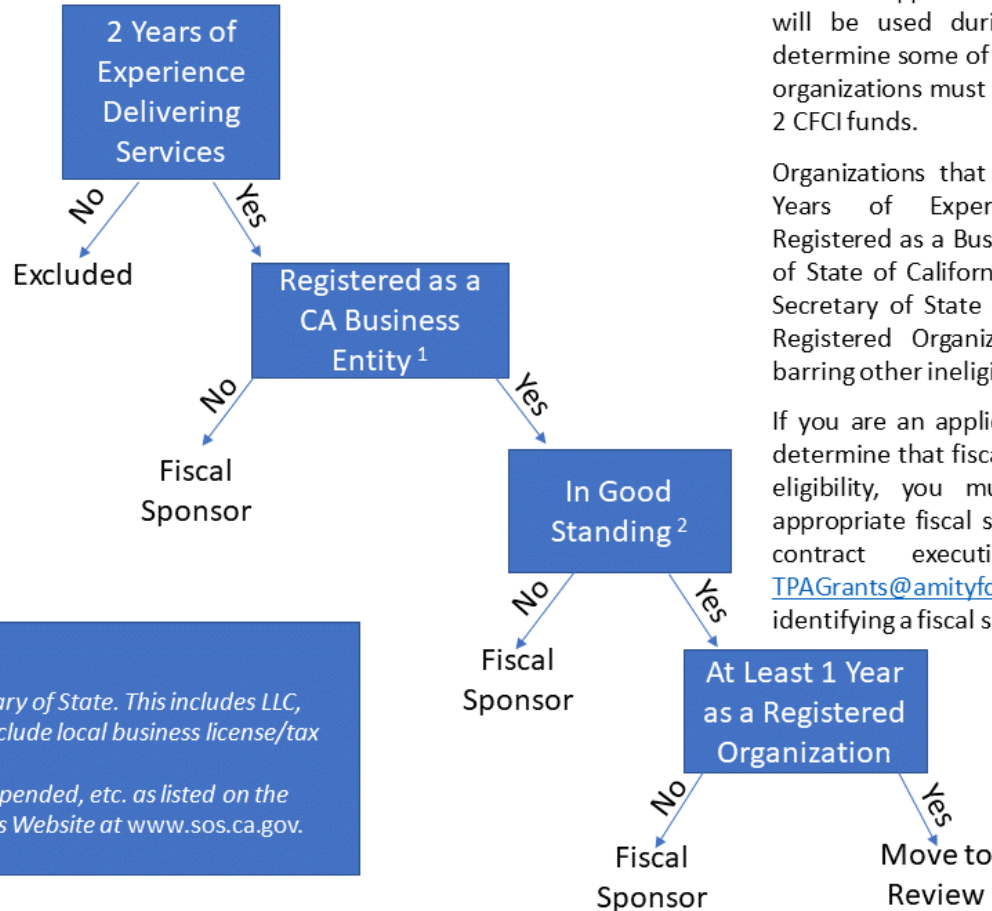 2 Years of
Experience
Delivering
Services
No
Yes
Excluded
Registered as a
CA Business
Entity 1
No
Yes
Fiscal
Sponsor
In Good
Standing 2
No
Yes
Fiscal
Sponsor
At Least 1 Year
as a Registered
Organization
No
Yes
Fiscal
Sponsor
Move to
Review
ary of State. This includes LLC,
clude local business license/tax
pended, etc. as listed on the
s Website at www.sos.ca.gov.
will be used duri
determine some of
organizations must
2 CFCI funds.
Organizations that
Years of Exper
Registered as a Bus
of State of Californ
Secretary of State
Registered Organiz
barring other ineligi
If you are an appli
determine that fisca
eligibility, you mu
appropriate fiscal s
contract executi
TPAGrants@amityfo
identifying a fiscal s